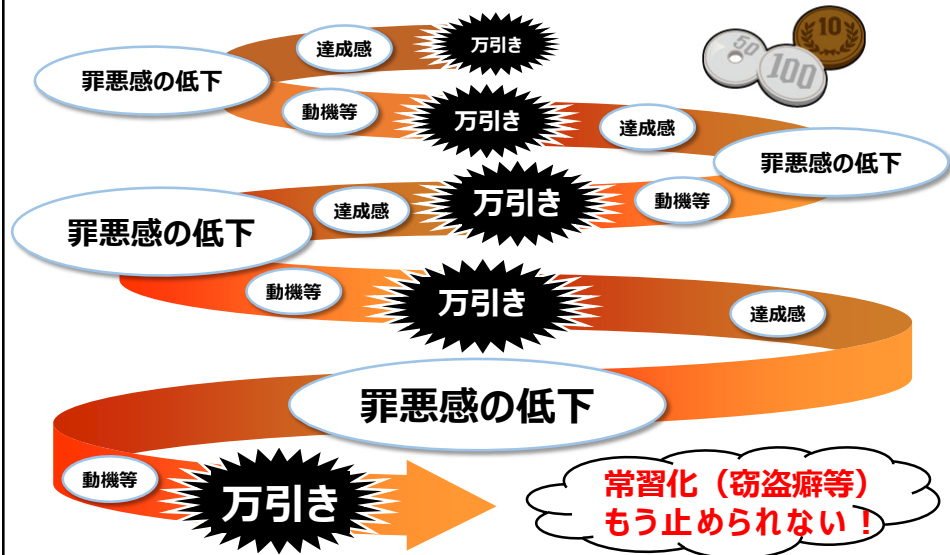 達成感
万引き
罪悪感の低下
動機等
万引き
達成感
罪悪感の低下
達成感
万引き
動機等
罪悪感の低下
動機等
万引き
達成感
罪悪感の低下
動機等
万引き
常習化（窃盗癖等）
もう止められない！
50
100
10